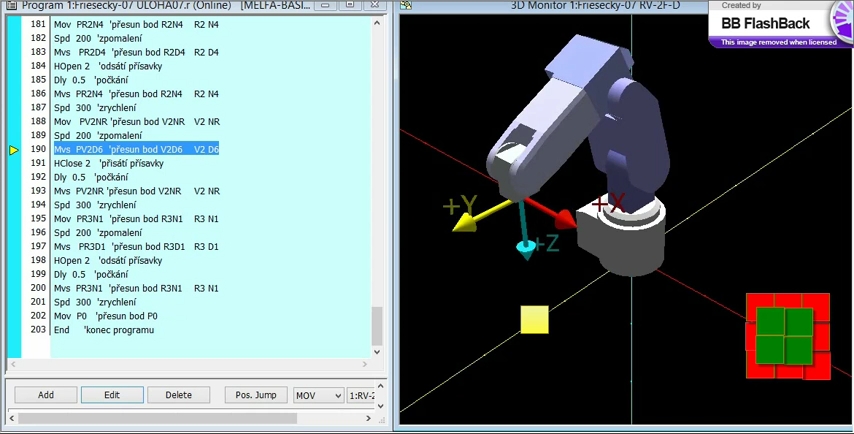 Program 1:Friesecky-07 ULOHA07.r (Online) [MELFA-BASI
181 Mov PR2N4 'přesun bod R2N4 R2 N4
182 Spd 200 'zpomalení
183 Mvs PR2D4 'přesun bod R2D4 R2 D4
184 HOpen 2 'odsátí přísavky
185 Dly 0.5 'počkání
186 Mvs PR2N4 'přesun bod R2N4 R2 N4
187 Spd 300 'zrychlení
188 Mov PV2NR 'přesun bod V2NR V2 NR
189 Spd 200 'zpomalení
190 Mvs PV2D6 'přesun bod V2D6 V2 D6
191 HClose 2 'přisátí přísavky
192 Dly 0.5 'počkání
193 Mvs PV2NR 'přesun bod V2NR V2 NR
194 Spd 300 'zrychlení
195 Mov PR3N1 'přesun bod R3N1 R3 N1
196 Spd 200 'zpomalení
197 Mvs PR3D1 'přesun bod R3D1 R3 D1
198 HOpen 2 'odsátí přísavky
199 Dly 0.5 'počkání
200 Mvs PR3N1 'přesun bod R3N1 R3 N1
201 Spd 300 'zrychlení
202 Mov P0 'přesun bod P0
203 End 'konec programu
Add Edit Delete Pos. Jump MOV 1:RV-2
3D Monitor 1:Friesecky-07 RV-2F-D
Created by
BB FlashBack
This image removed when licensed
+Y
+X
+Z